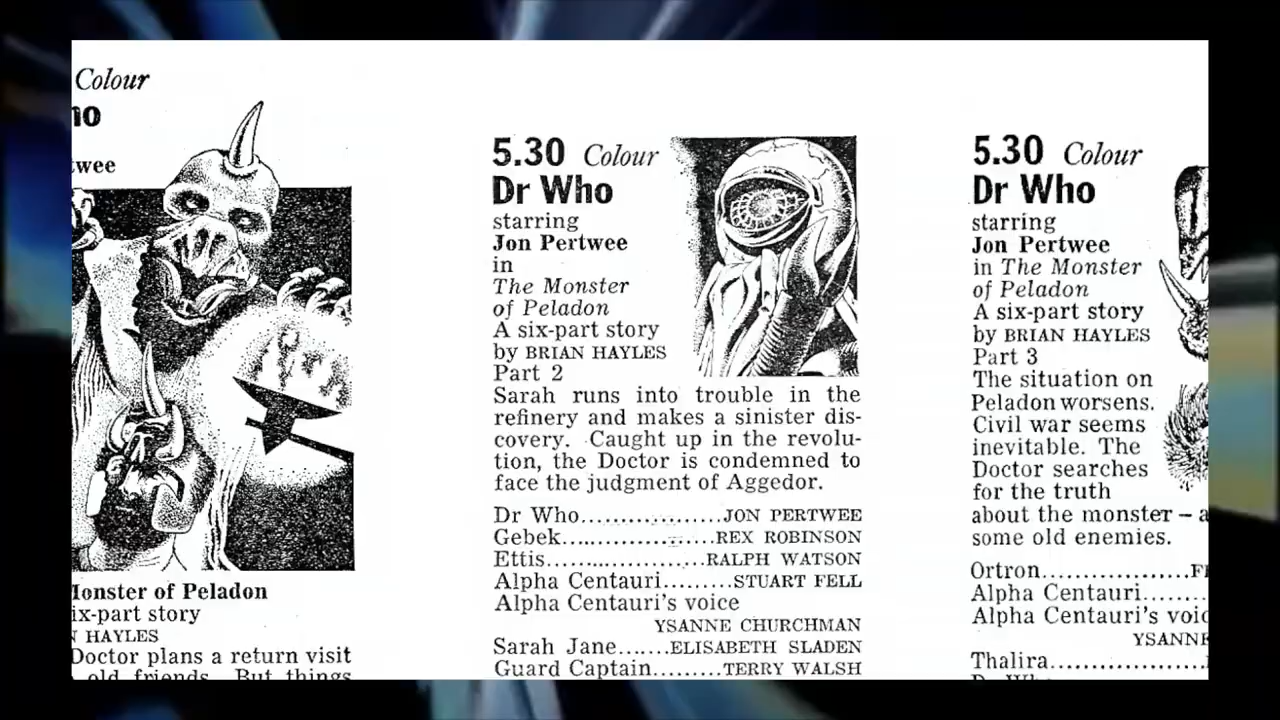 Colour
ho
twee
Monster of Peladon
ix-part story
N HAYLES
Doctor plans a return visit
old friends. But things
5.30 Colour
Dr Who
starring
Jon Pertwee
in
The Monster
of Peladon
A six-part story
by BRIAN HAYLES
Part 2
Sarah runs into trouble in the
refinery and makes a sinister dis-
covery. Caught up in the revolu-
tion, the Doctor is condemned to
face the judgment of Aggedor.
Dr Who......................JON PERTWEE
Gebek.......................REX ROBINSON
Ettis........................RALPH WATSON
Alpha Centauri.........STUART FELL
Alpha Centauri's voice
YSANNE CHURCHMAN
Sarah Jane.......ELISABETH SLADEN
Guard Captain.........TERRY WALSH
5.30 Colour
Dr Who
starring
Jon Pertwee
in The Monster
of Peladon
A six-part story
by BRIAN HAYLES
Part 3
The situation on
Peladon worsens.
Civil war seems
inevitable. The
Doctor searches
for the truth
about the monster – a
some old enemies.
Ortron...................F
Alpha Centauri........
Alpha Centauri's voic
YSANNE
Thalira....................